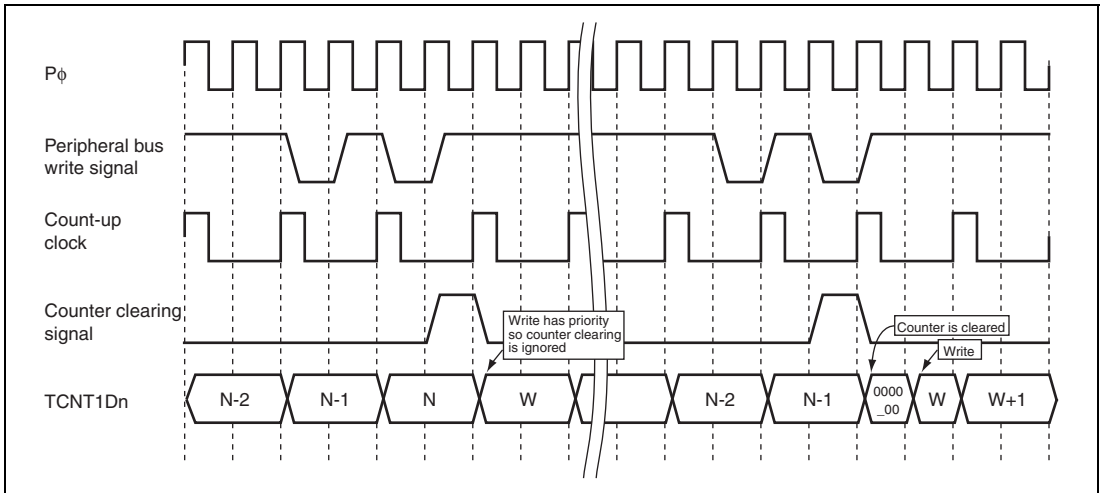 Pφ
Peripheral bus
write signal
Count-up
clock
Counter clearing
signal
Write has priority
so counter clearing
is ignored
Counter is cleared
Write
TCNT1Dn
N-2
N-1
N
W
N-2
N-1
0000
_00
W
W+1